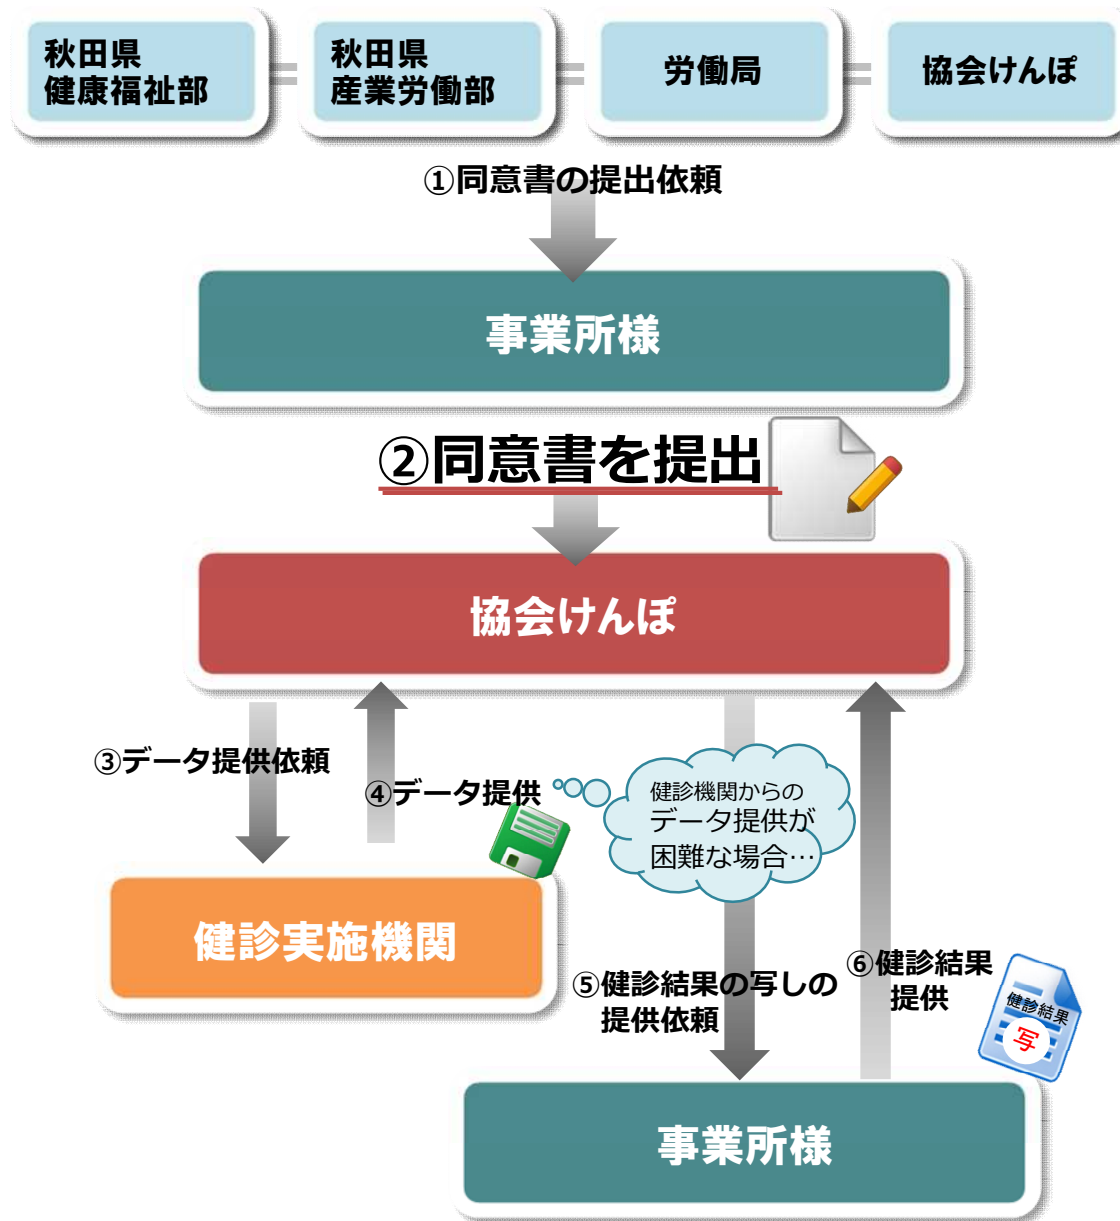 秋田県
健康福祉部
秋田県
産業労働部
労働局
協会けんぽ
①同意書の提出依頼
事業所様
②同意書を提出
協会けんぽ
③データ提供依頼
④データ提供
健診機関からの
データ提供が
困難な場合…
健診実施機関
⑤健診結果の写しの
提供依頼
⑥健診結果
提供
健診結果
写
事業所様